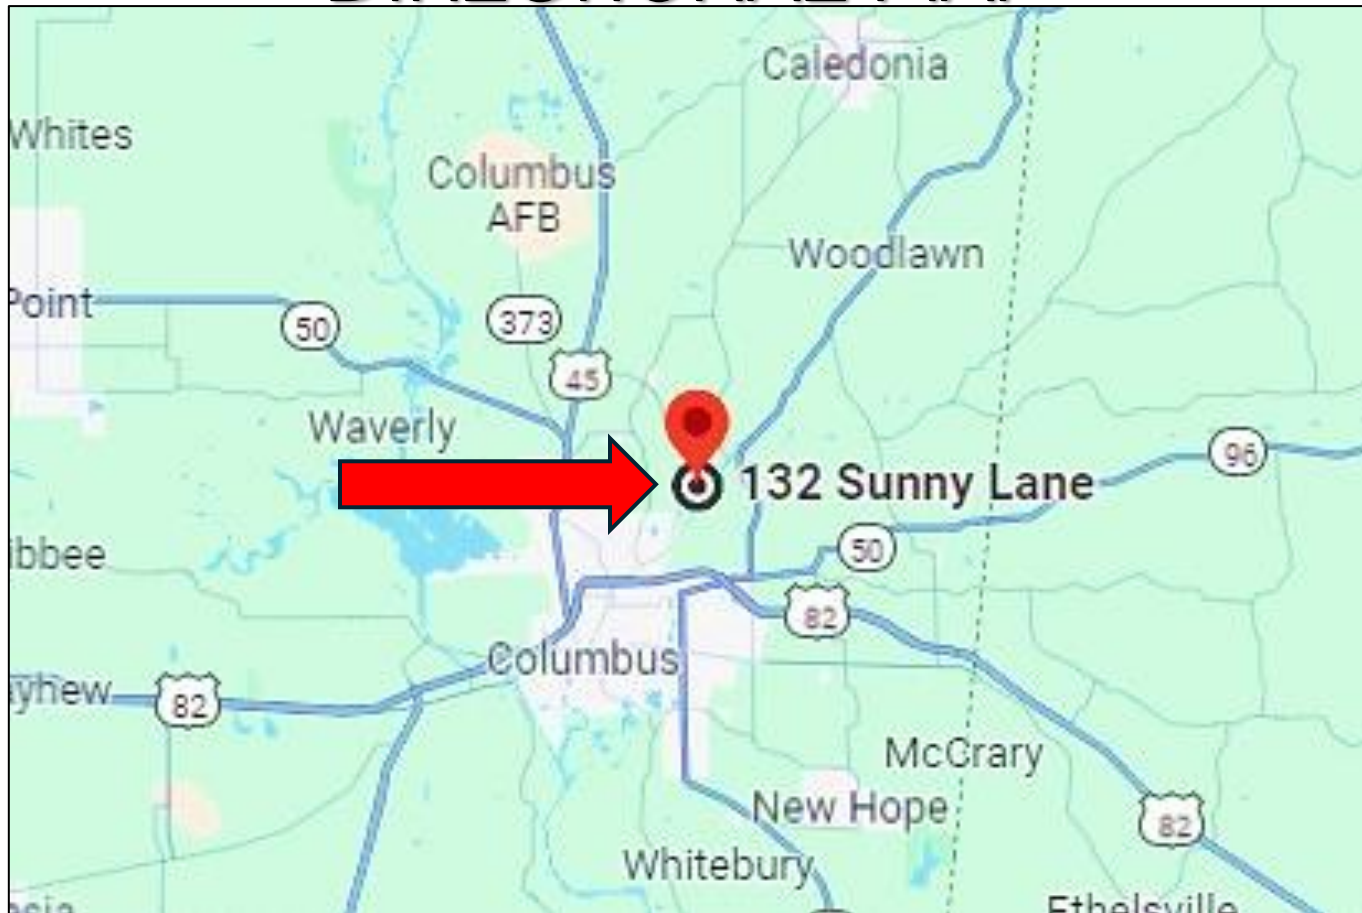 Caledonia
Whites
Columbus
AFB
Woodlawn
Point
50
373
45
Waverly
96
132 Sunny Lane
50
82
Columbus
82
McCrary
New Hope
82
Whitebury
Ethelsville